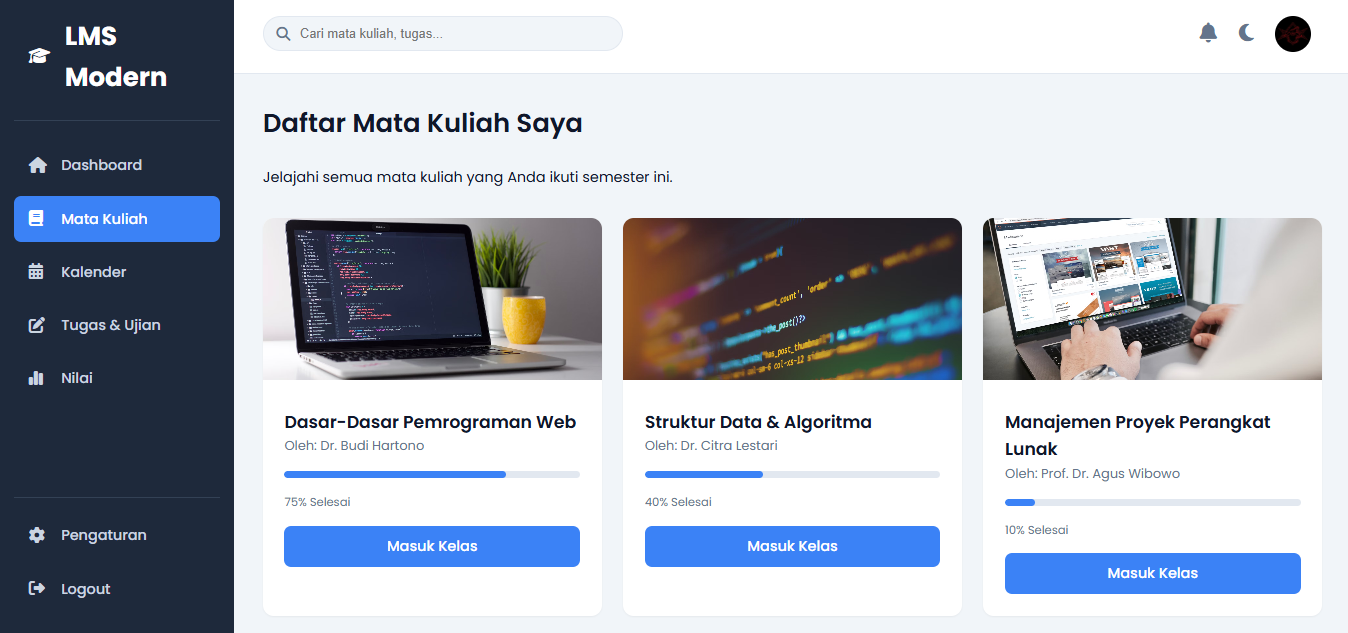 LMS
Modern
Cari mata kuliah, tugas...
Dashboard
Mata Kuliah
Kalender
Tugas & Ujian
Nilai
Pengaturan
Logout
Daftar Mata Kuliah Saya
Jelajahi semua mata kuliah yang Anda ikuti semester ini.
Dasar-Dasar Pemrograman Web
Oleh: Dr. Budi Hartono
75% Selesai
Masuk Kelas
Struktur Data & Algoritma
Oleh: Dr. Citra Lestari
40% Selesai
Masuk Kelas
Manajemen Proyek Perangkat
Lunak
Oleh: Prof. Dr. Agus Wibowo
10% Selesai
Masuk Kelas